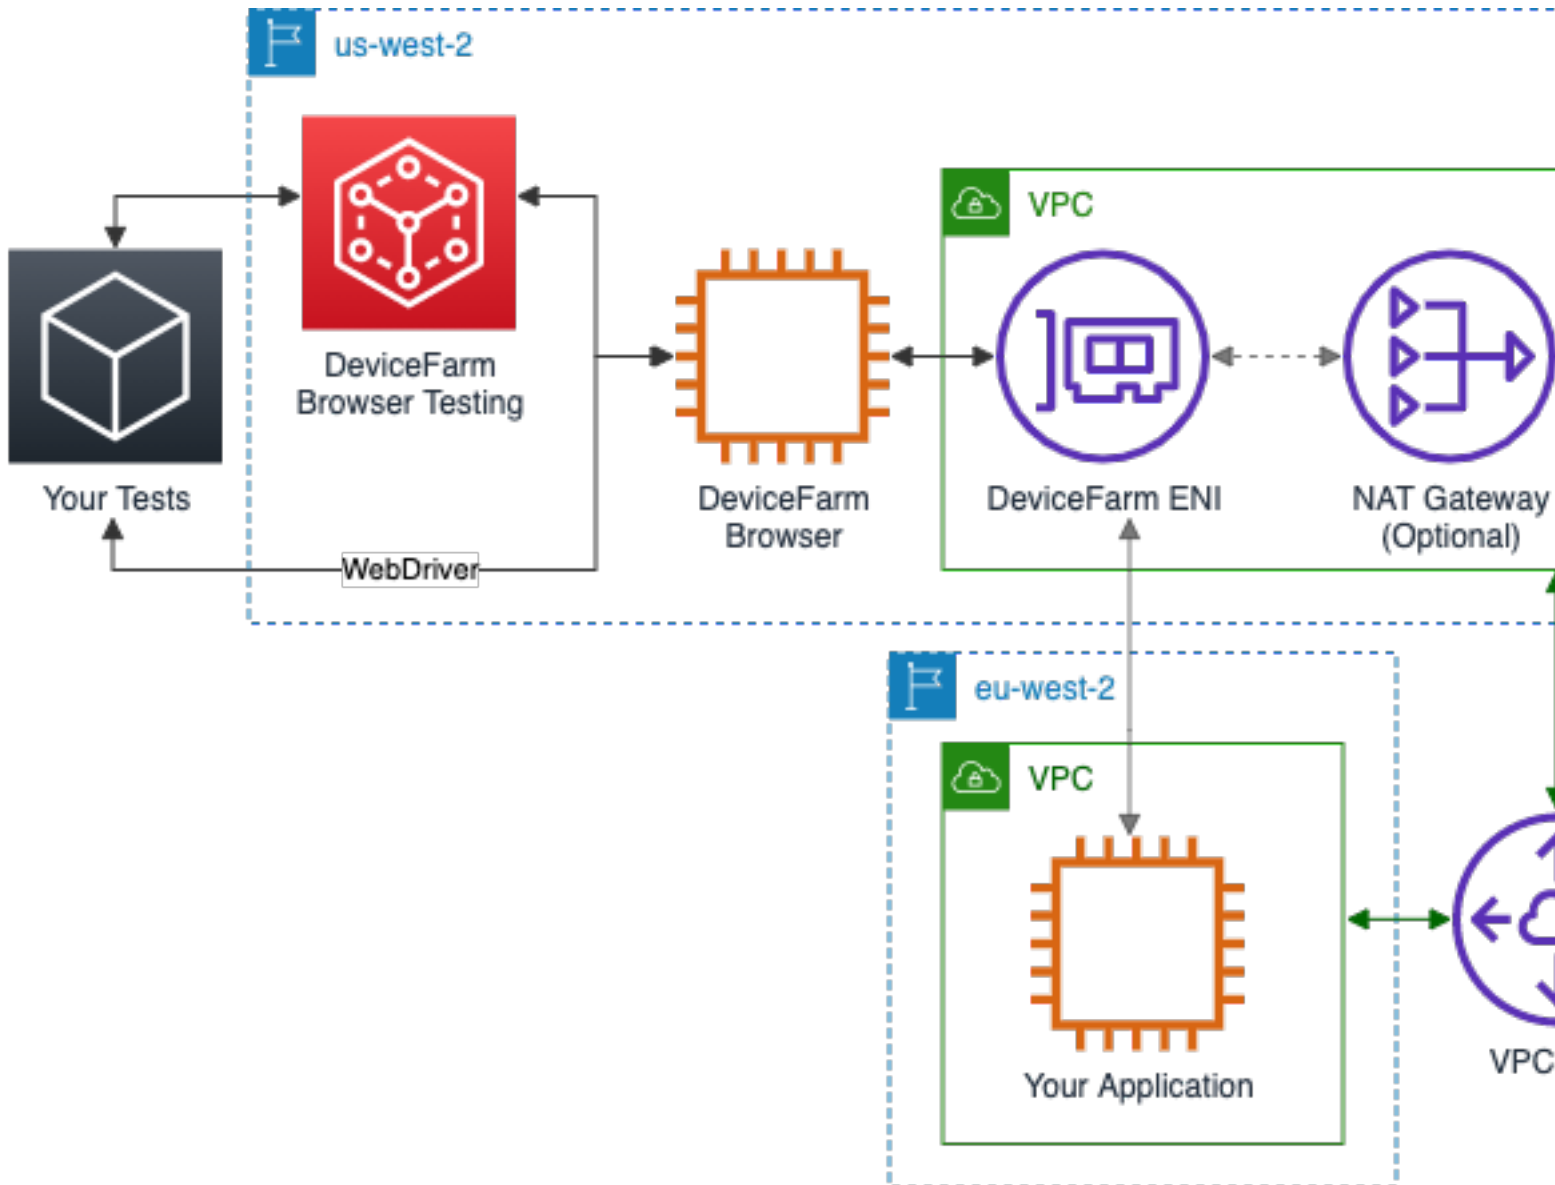 us-west-2
VPC
DeviceFarm
Browser Testing
Your Tests
DeviceFarm
Browser
DeviceFarm ENI
NAT Gateway
(Optional)
WebDriver
eu-west-2
VPC
Your Application
VPC